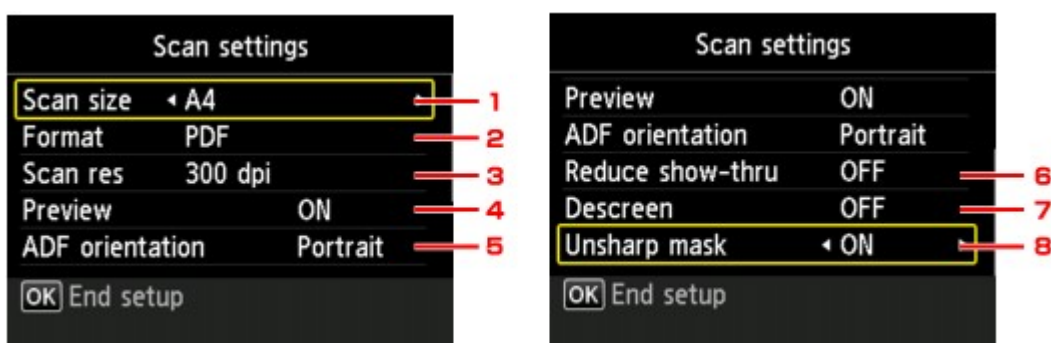 Scan settings
Scan size A4 1
Format PDF 2
Scan res 300 dpi 3
Preview ON 4
ADF orientation Portrait 5
OK End setup
Scan settings
Preview ON
ADF orientation Portrait
Reduce show-thru OFF 6
Descreen OFF 7
Unsharp mask ON 8
OK End setup